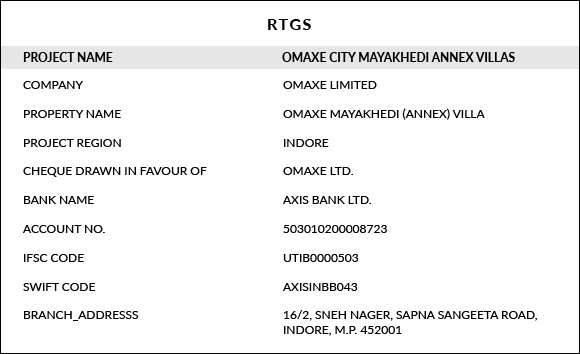 RTGS
PROJECT NAME OMAXE CITY MAYAKHEDI ANNEX VILLAS
COMPANY OMAXE LIMITED
PROPERTY NAME OMAXE MAYAKHEDI (ANNEX) VILLA
PROJECT REGION INDORE
CHEQUE DRAWN IN FAVOUR OF OMAXE LTD.
BANK NAME AXIS BANK LTD.
ACCOUNT NO. 503010200008723
IFSC CODE UTIB0000503
SWIFT CODE AXISINBB043
BRANCH_ADDRESSS 16/2, SNEH NAGER, SAPNA SANGEETA ROAD,
INDORE, M.P. 452001